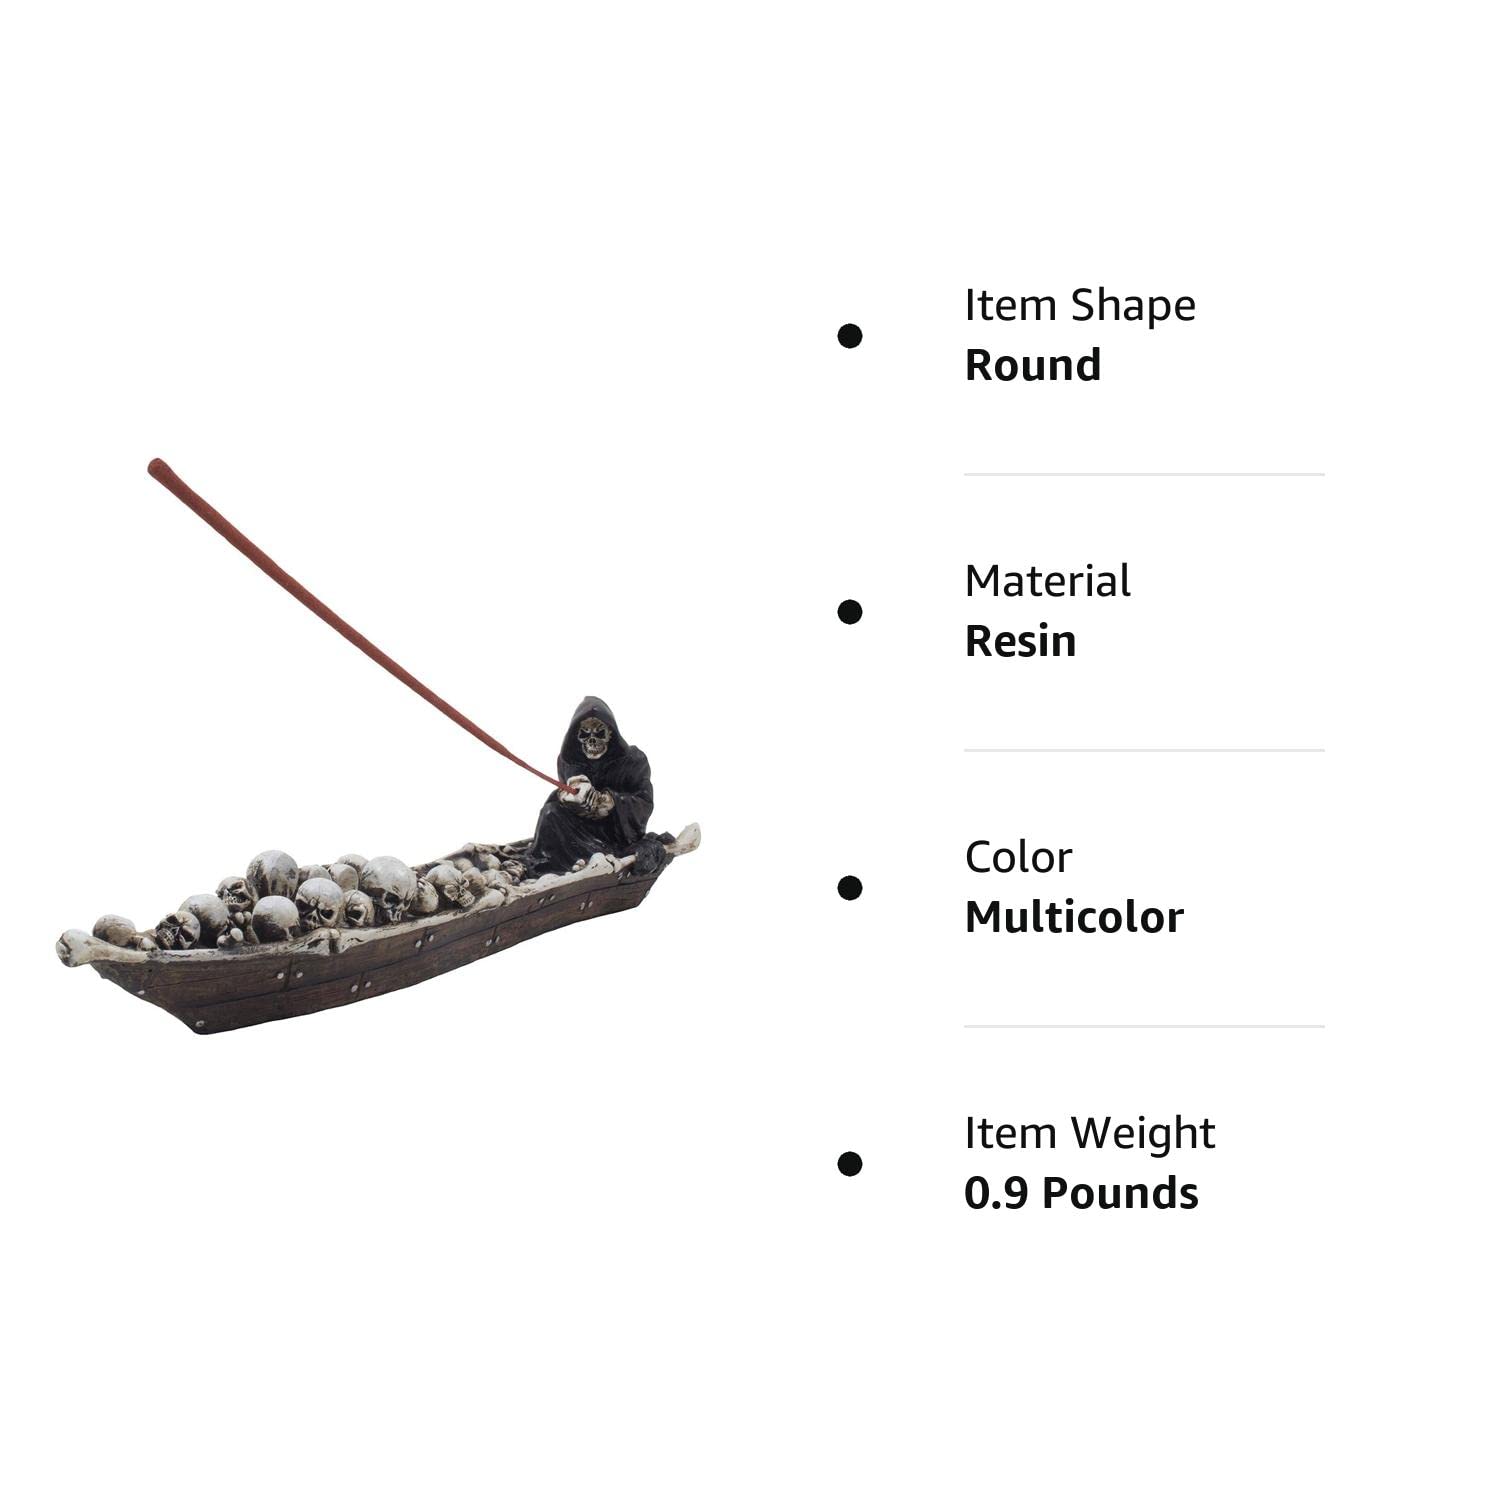 Item Shape
Round
Material
Resin
Color
Multicolor
Item Weight
0.9 Pounds